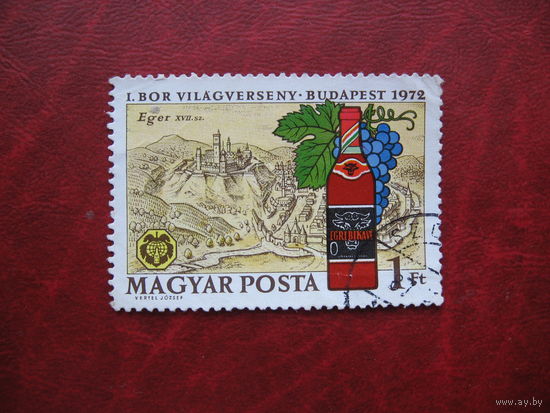 I. BOR VILÁGVERSENY · BUDAPEST 1972
Eger XVII.sz.
EGRI BIKAVÉR
MAGYAR POSTA
1 Ft
VERTEL JÓZSEF
www.ay.by